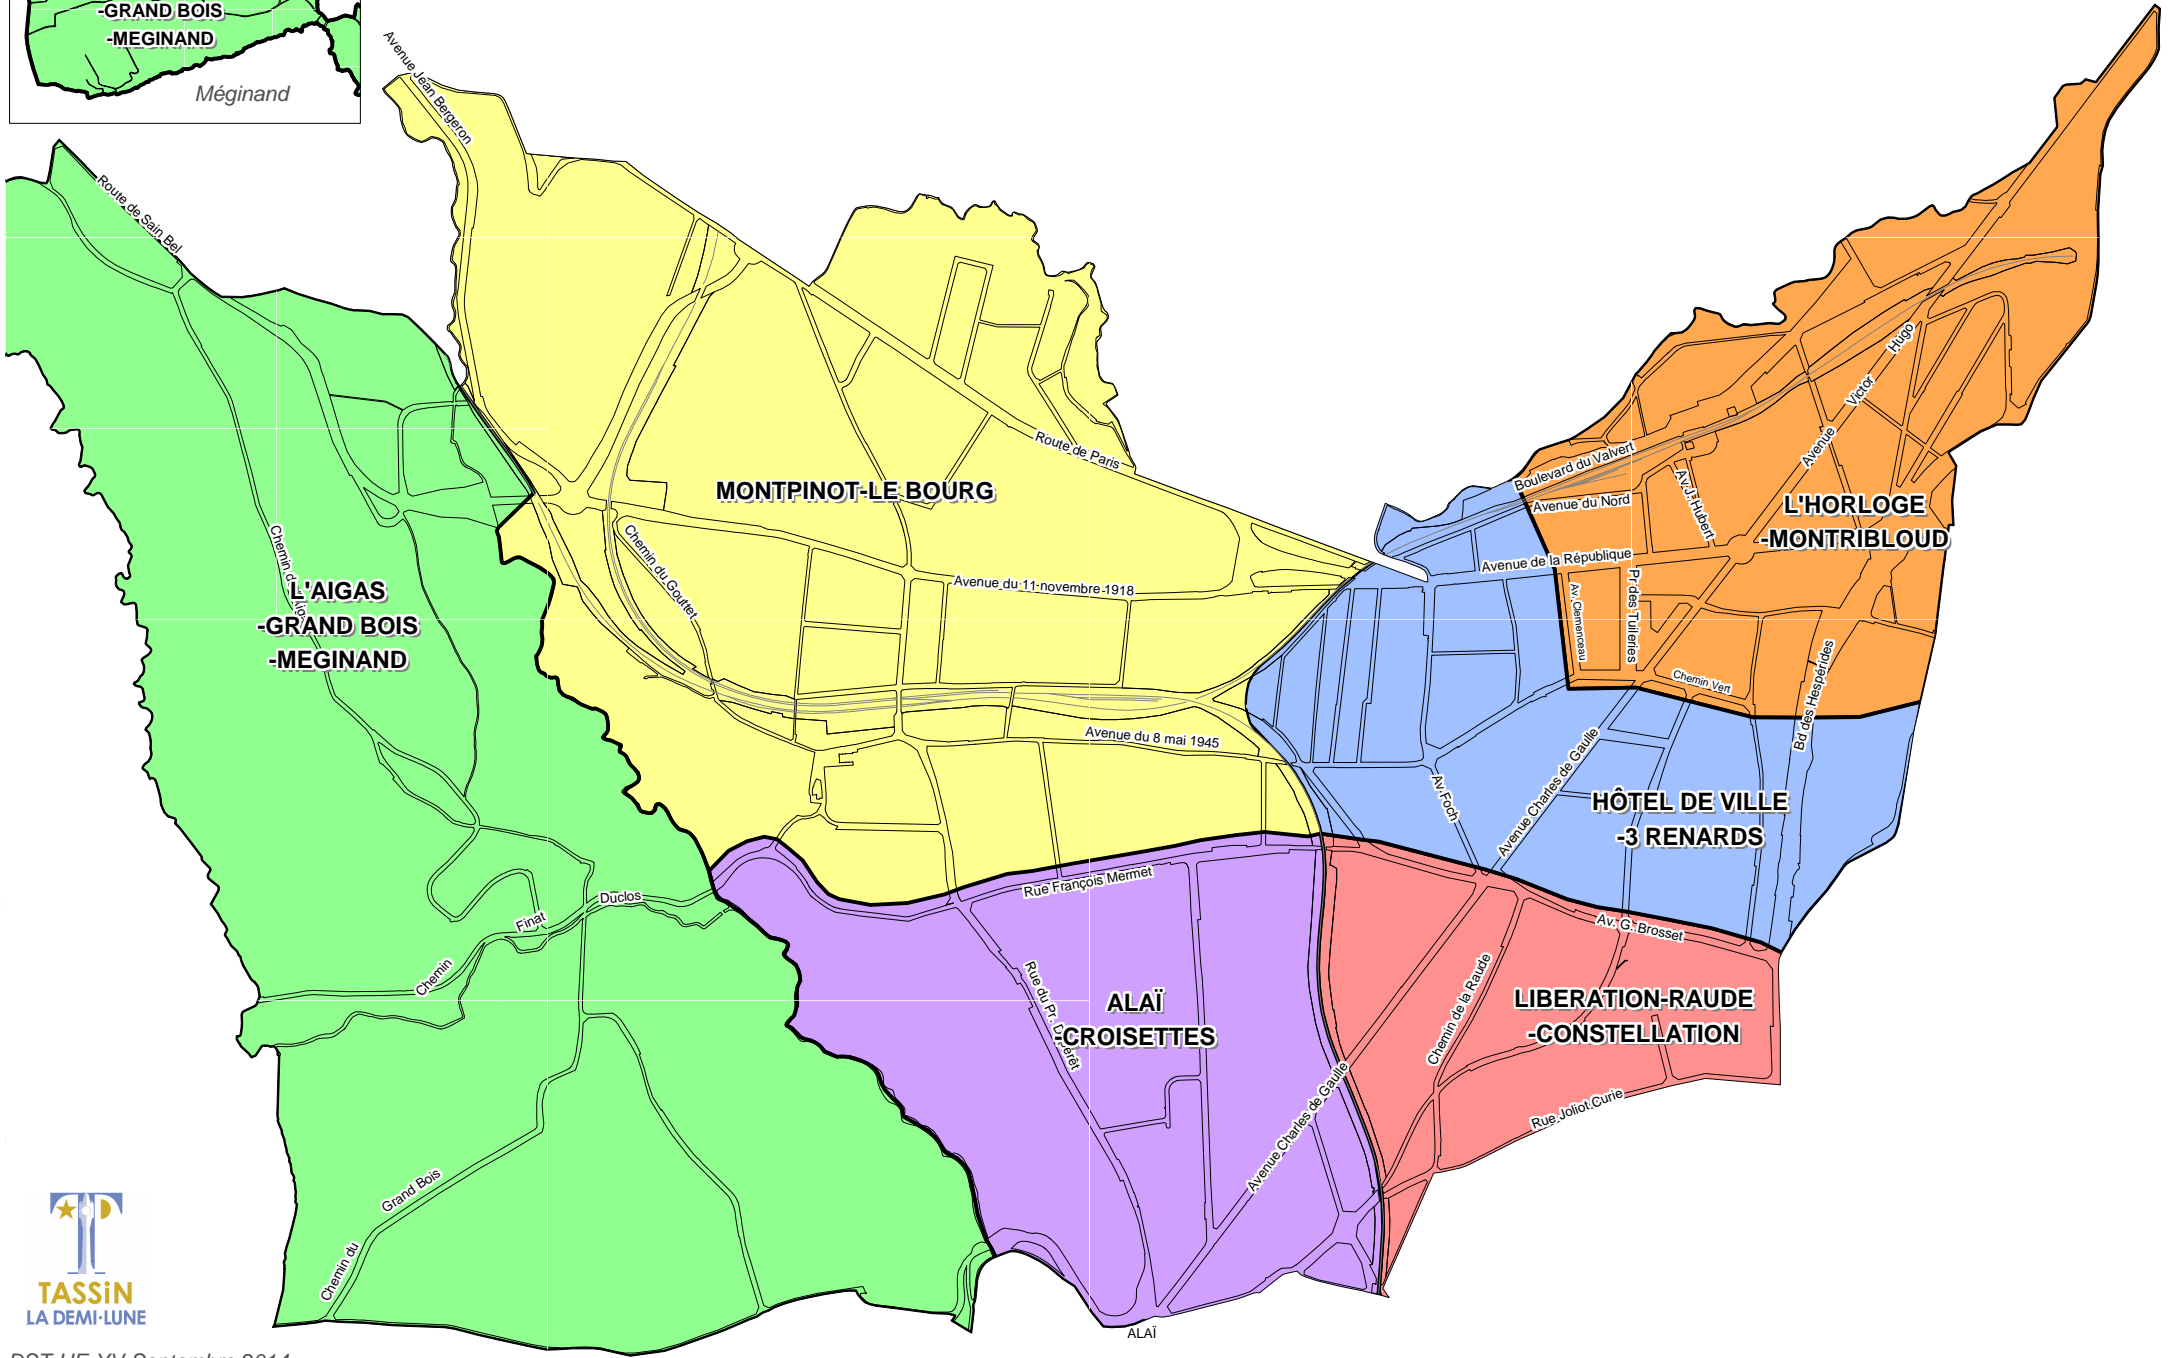 -GRAND BOIS
-MEGINAND
Méginand
Avenue Jean Bergeron
Route de Sain Bel
Route de Paris
MONTPINOT-LE BOURG
Chemin du Gouttet
Avenue du 11 novembre 1918
Avenue du 8 mai 1945
Boulevard du Valvert
Avenue du Nord
Av.J. Hubert
Avenue Victor Hugo
L'HORLOGE
-MONTRIBLOUD
Avenue de la République
Av. Clemenceau
Pr des Tuileries
Chemin Vert
Bd des Hespérides
L'AIGAS
-GRAND BOIS
-MEGINAND
Av Foch
Avenue Charles de Gaulle
HÔTEL DE VILLE
-3 RENARDS
Rue François Mermet
Av. G. Brosset
Chemin Finat Duclos
Rue du Pr. D
ALAÏ
-CROISETTES
Chemin de la Raude
LIBERATION-RAUDE
-CONSTELLATION
Avenue Charles de Gaulle
Rue Joliot Curie
Chemin du Grand Bois
ALAÏ
TASSiN
LA DEMI·LUNE